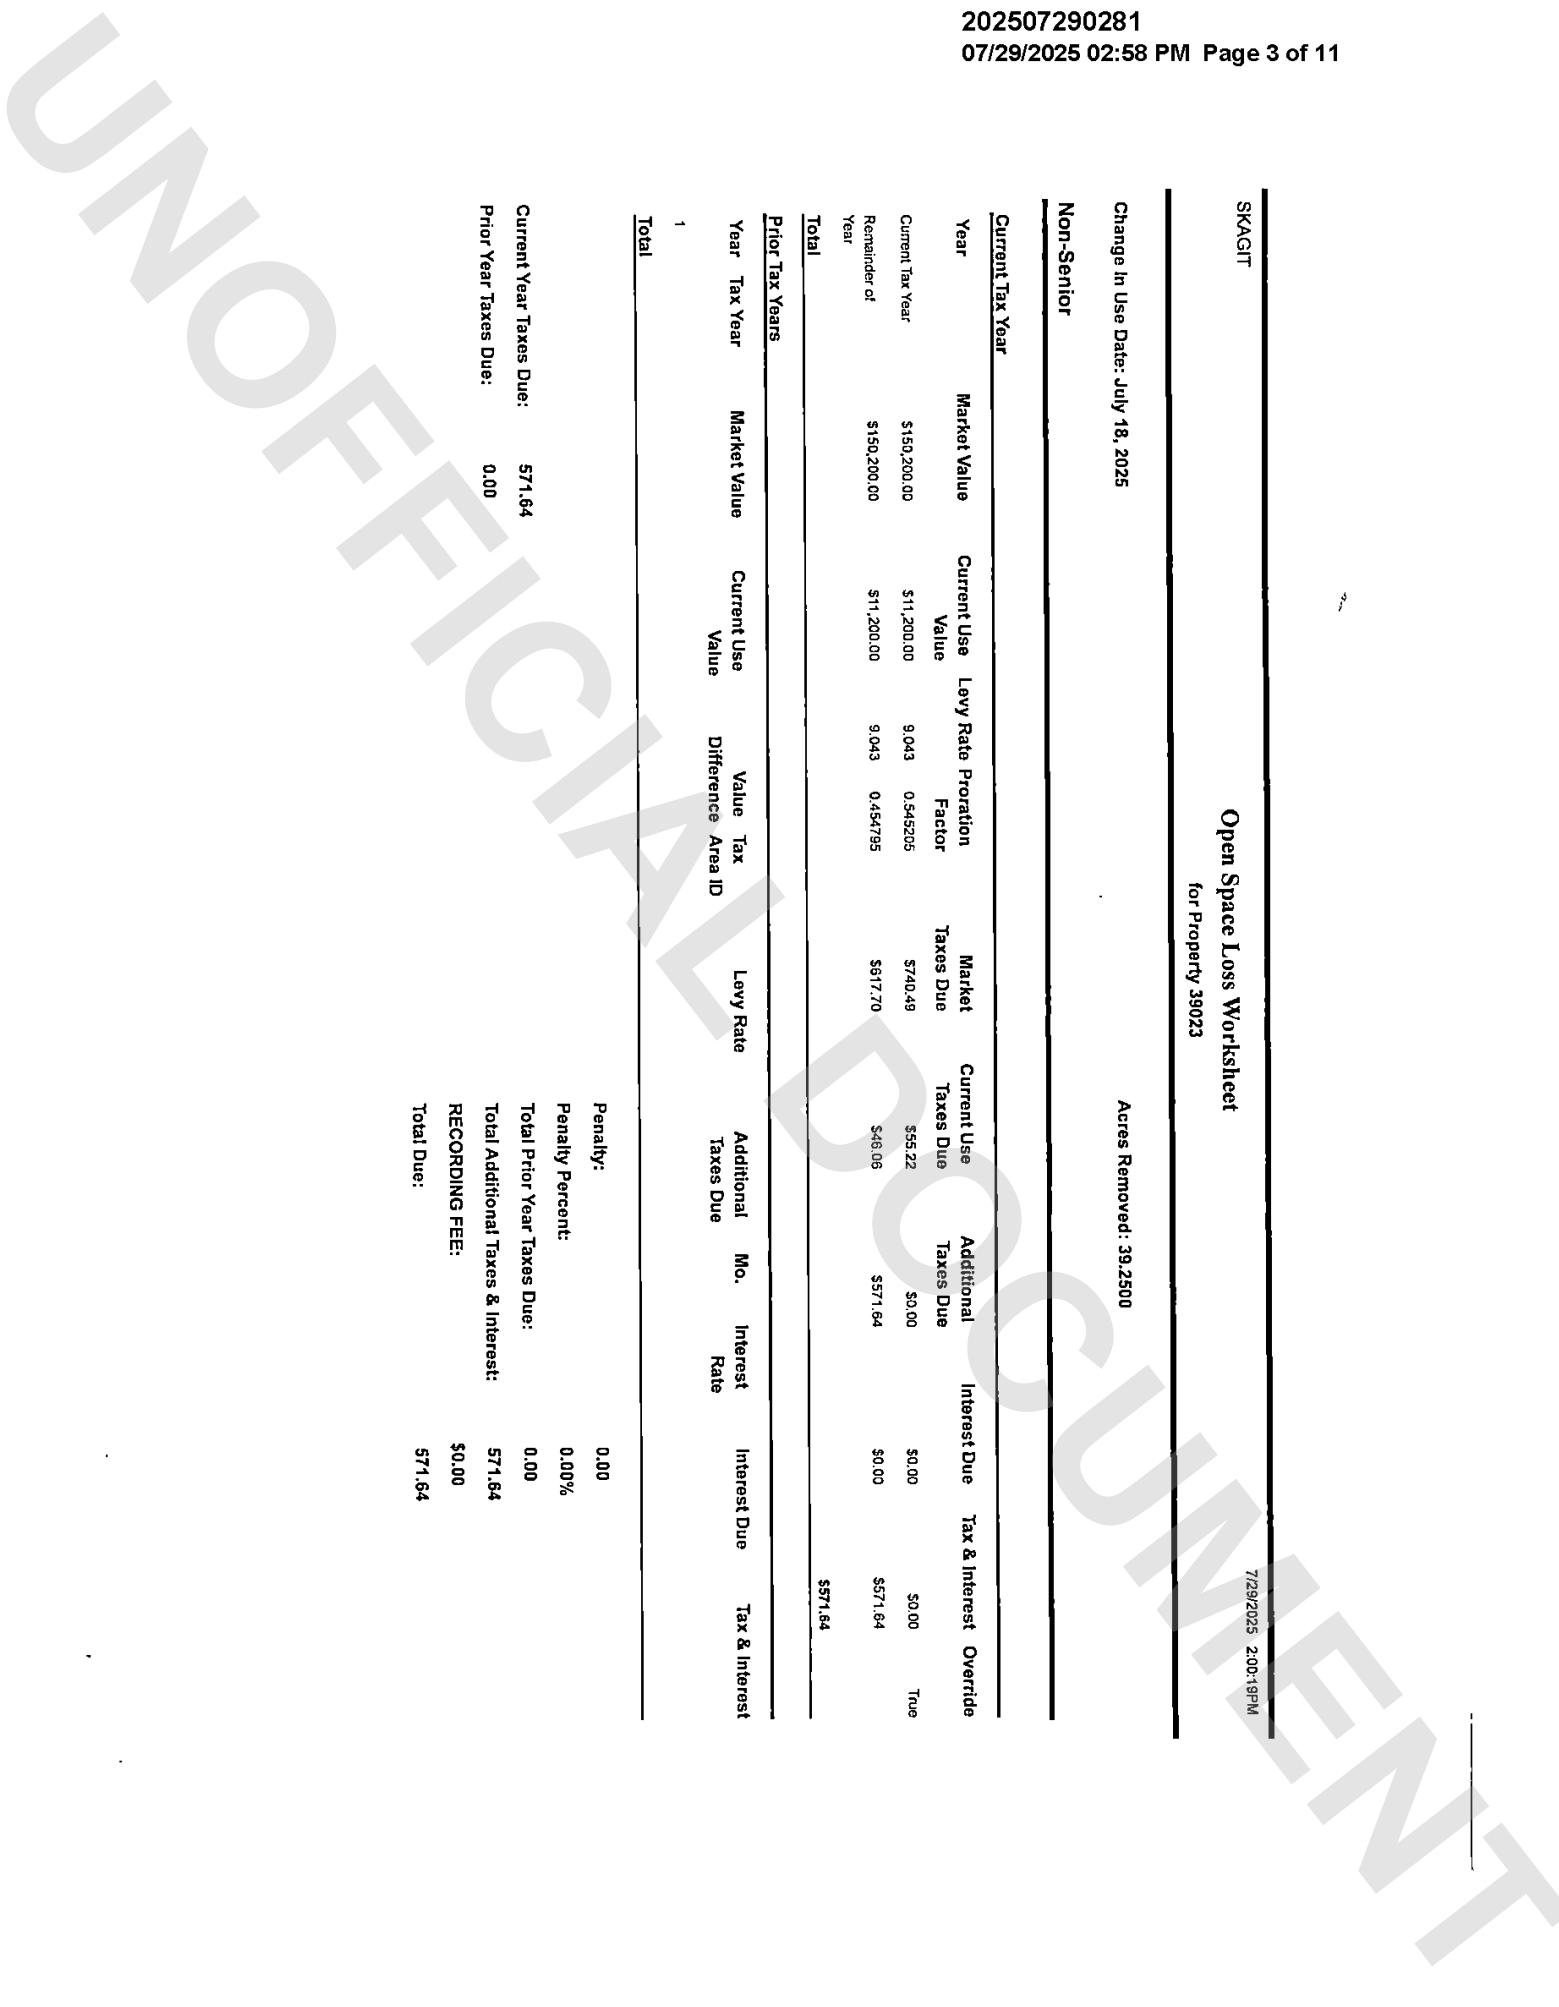 202507290281
07/29/2025 02:58 PM Page 3 of 11
UNOFFICIAL DOCUMENT
SKAGIT
7/29/2025 2:00:19PM
Open Space Loss Worksheet
for Property 39023
Change In Use Date: July 18, 2025 Acres Removed: 39.2500
Non-Senior
Current Tax Year
Year Market Value Current Use Value Levy Rate Proration Factor Market Taxes Due Current Use Taxes Due Additional Taxes Due Interest Due Tax & Interest Override
Current Tax Year $150,200.00 $11,200.00 9.043 0.545205 $740.49 $55.22 $0.00 $0.00 $0.00 True
Remainder of Year $150,200.00 $11,200.00 9.043 0.454795 $617.70 $46.06 $571.64 $0.00 $571.64
Total $571.64
Prior Tax Years
Year Tax Year Market Value Current Use Value Value Difference Tax Area ID Levy Rate Additional Taxes Due Mo. Interest Rate Interest Due Tax & Interest
1
Total
Penalty: 0.00
Penalty Percent: 0.00%
Current Year Taxes Due: 571.64 Total Prior Year Taxes Due: 0.00
Prior Year Taxes Due: 0.00 Total Additional Taxes & Interest: 571.64
RECORDING FEE: $0.00
Total Due: 571.64